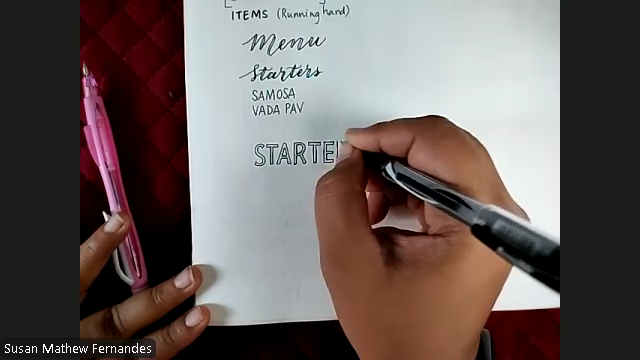 ITEMS (Running hand)
Menu
Starters
SAMOSA
VADA PAV
STARTE
Susan Mathew Fernandes